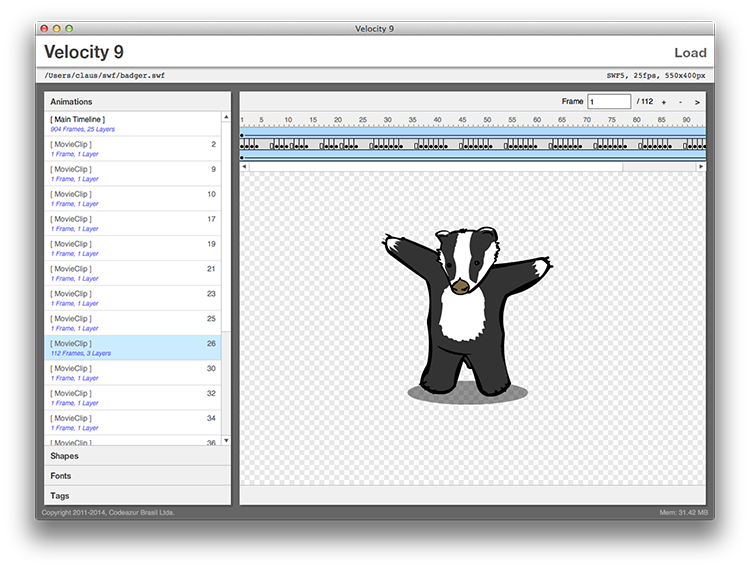 Velocity 9
Velocity 9
Load
/Users/claus/swf/badger.swf
SWF5, 25fps, 550x400px
Animations
[ Main Timeline ]
904 Frames, 25 Layers
[ MovieClip ] 2
1 Frame, 1 Layer
[ MovieClip ] 9
1 Frame, 1 Layer
[ MovieClip ] 10
1 Frame, 1 Layer
[ MovieClip ] 17
1 Frame, 1 Layer
[ MovieClip ] 19
1 Frame, 1 Layer
[ MovieClip ] 21
1 Frame, 1 Layer
[ MovieClip ] 23
1 Frame, 1 Layer
[ MovieClip ] 25
1 Frame, 1 Layer
[ MovieClip ] 26
112 Frames, 3 Layers
[ MovieClip ] 30
1 Frame, 1 Layer
[ MovieClip ] 32
1 Frame, 1 Layer
[ MovieClip ] 34
1 Frame, 1 Layer
[ MovieClip ] 36
Shapes
Fonts
Tags
Frame 1 / 112 + - >
1 5 10 15 20 25 30 35 40 45 50 55 60 65 70 75 80 85 90
Copyright 2011-2014, Codeazur Brasil Ltda.
Mem: 31.42 MB